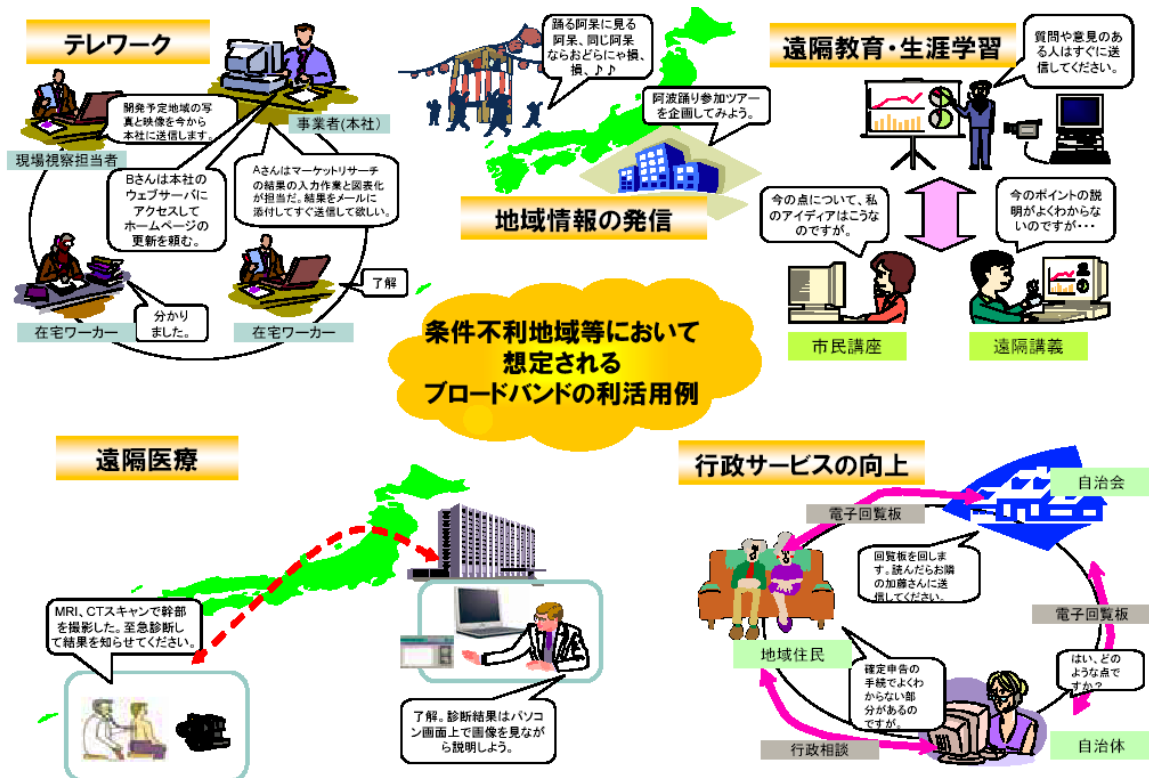 テレワーク
開発予定地域の写
真と映像を今から
本社に送信します。
現場視察担当者
事業者(本社)
Bさんは本社の
ウェブサーバに
アクセスして
ホームページの
更新を頼む。
Aさんはマーケットリサーチ
の結果の入力作業と図表化
が担当だ。結果をメールに
添付してすぐ送信して欲しい。
在宅ワーカー
分かり
ました。
在宅ワーカー
了解
踊る阿呆に見る
阿呆、同じ阿呆
ならおどらにゃ損、
損、♪♪
阿波踊り参加ツアー
を企画してみよう。
地域情報の発信
遠隔教育・生涯学習
質問や意見のあ
る人はすぐに送
信してください。
今の点について、私
のアイディアはこうな
のですが。
今のポイントの説
明がよくわからな
いのですが・・・
市民講座
遠隔講義
条件不利地域等において
想定される
ブロードバンドの利活用例
遠隔医療
MRI、CTスキャンで幹部
を撮影した。至急診断し
て結果を知らせてください。
了解。診断結果はパソコ
ン画面上で画像を見なが
ら説明しよう。
行政サービスの向上
自治会
電子回覧板
回覧板を回しま
す。読んだらお隣
の加藤さんに送
信してください。
電子回覧板
地域住民
確定申告の
手続でよくわ
からない部
分があるの
ですが。
はい、どの
ような点で
すか？
行政相談
自治体